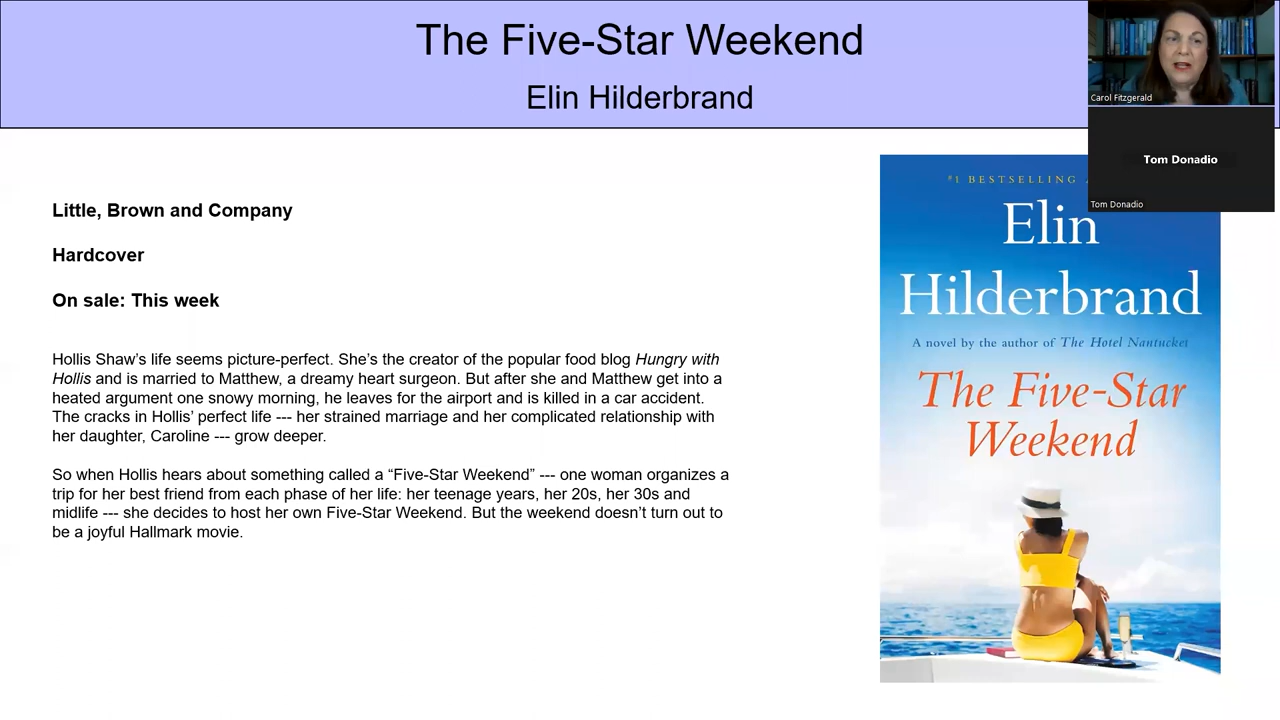 The Five-Star Weekend
Elin Hilderbrand
Carol Fitzgerald
Tom Donadio
Tom Donadio
Little, Brown and Company
Hardcover
On sale: This week
Hollis Shaw’s life seems picture-perfect. She’s the creator of the popular food blog Hungry with
Hollis and is married to Matthew, a dreamy heart surgeon. But after she and Matthew get into a
heated argument one snowy morning, he leaves for the airport and is killed in a car accident.
The cracks in Hollis’ perfect life --- her strained marriage and her complicated relationship with
her daughter, Caroline --- grow deeper.
So when Hollis hears about something called a “Five-Star Weekend” --- one woman organizes a
trip for her best friend from each phase of her life: her teenage years, her 20s, her 30s and
midlife --- she decides to host her own Five-Star Weekend. But the weekend doesn’t turn out to
be a joyful Hallmark movie.
#1 BESTSELLING
Elin
Hilderbrand
A novel by the author of The Hotel Nantucket
The Five-Star
Weekend